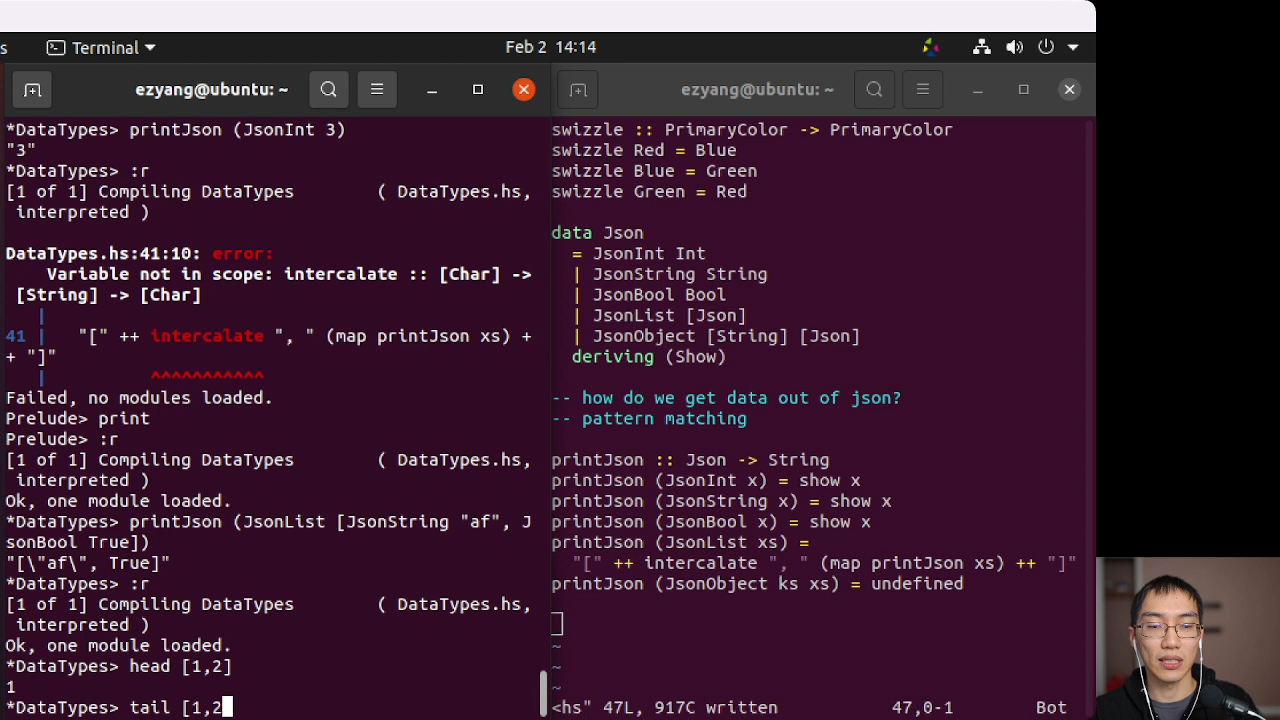 s
Terminal
Feb 2 14:14
ezyang@ubuntu: ~
*DataTypes> printJson (JsonInt 3)
"3"
*DataTypes> :r
[1 of 1] Compiling DataTypes ( DataTypes.hs,
interpreted )
DataTypes.hs:41:10: error:
Variable not in scope: intercalate :: [Char] ->
[String] -> [Char]
|
41 | "[" ++ intercalate ", " (map printJson xs) +
+ "]"
| ^^^^^^^^^^^
Failed, no modules loaded.
Prelude> print
Prelude> :r
[1 of 1] Compiling DataTypes ( DataTypes.hs,
interpreted )
Ok, one module loaded.
*DataTypes> printJson (JsonList [JsonString "af", J
sonBool True])
"[\"af\", True]"
*DataTypes> :r
[1 of 1] Compiling DataTypes ( DataTypes.hs,
interpreted )
Ok, one module loaded.
*DataTypes> head [1,2]
1
*DataTypes> tail [1,2
ezyang@ubuntu: ~
swizzle :: PrimaryColor -> PrimaryColor
swizzle Red = Blue
swizzle Blue = Green
swizzle Green = Red
data Json
= JsonInt Int
| JsonString String
| JsonBool Bool
| JsonList [Json]
| JsonObject [String] [Json]
deriving (Show)
-- how do we get data out of json?
-- pattern matching
printJson :: Json -> String
printJson (JsonInt x) = show x
printJson (JsonString x) = show x
printJson (JsonBool x) = show x
printJson (JsonList xs) =
"[" ++ intercalate ", " (map printJson xs) ++ "]"
printJson (JsonObject ks xs) = undefined
~
~
~
<hs" 47L, 917C written 47,0-1 Bot